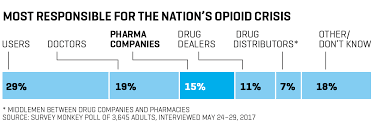 MOST RESPONSIBLE FOR THE NATION'S OPIOID CRISIS
USERS DOCTORS PHARMA COMPANIES DRUG DEALERS DRUG DISTRIBUTORS* OTHER/ DON'T KNOW
29% 19% 15% 11% 7% 18%
* MIDDLEMEN BETWEEN DRUG COMPANIES AND PHARMACIES
SOURCE: SURVEY MONKEY POLL OF 3,645 ADULTS, INTERVIEWED MAY 24–29, 2017